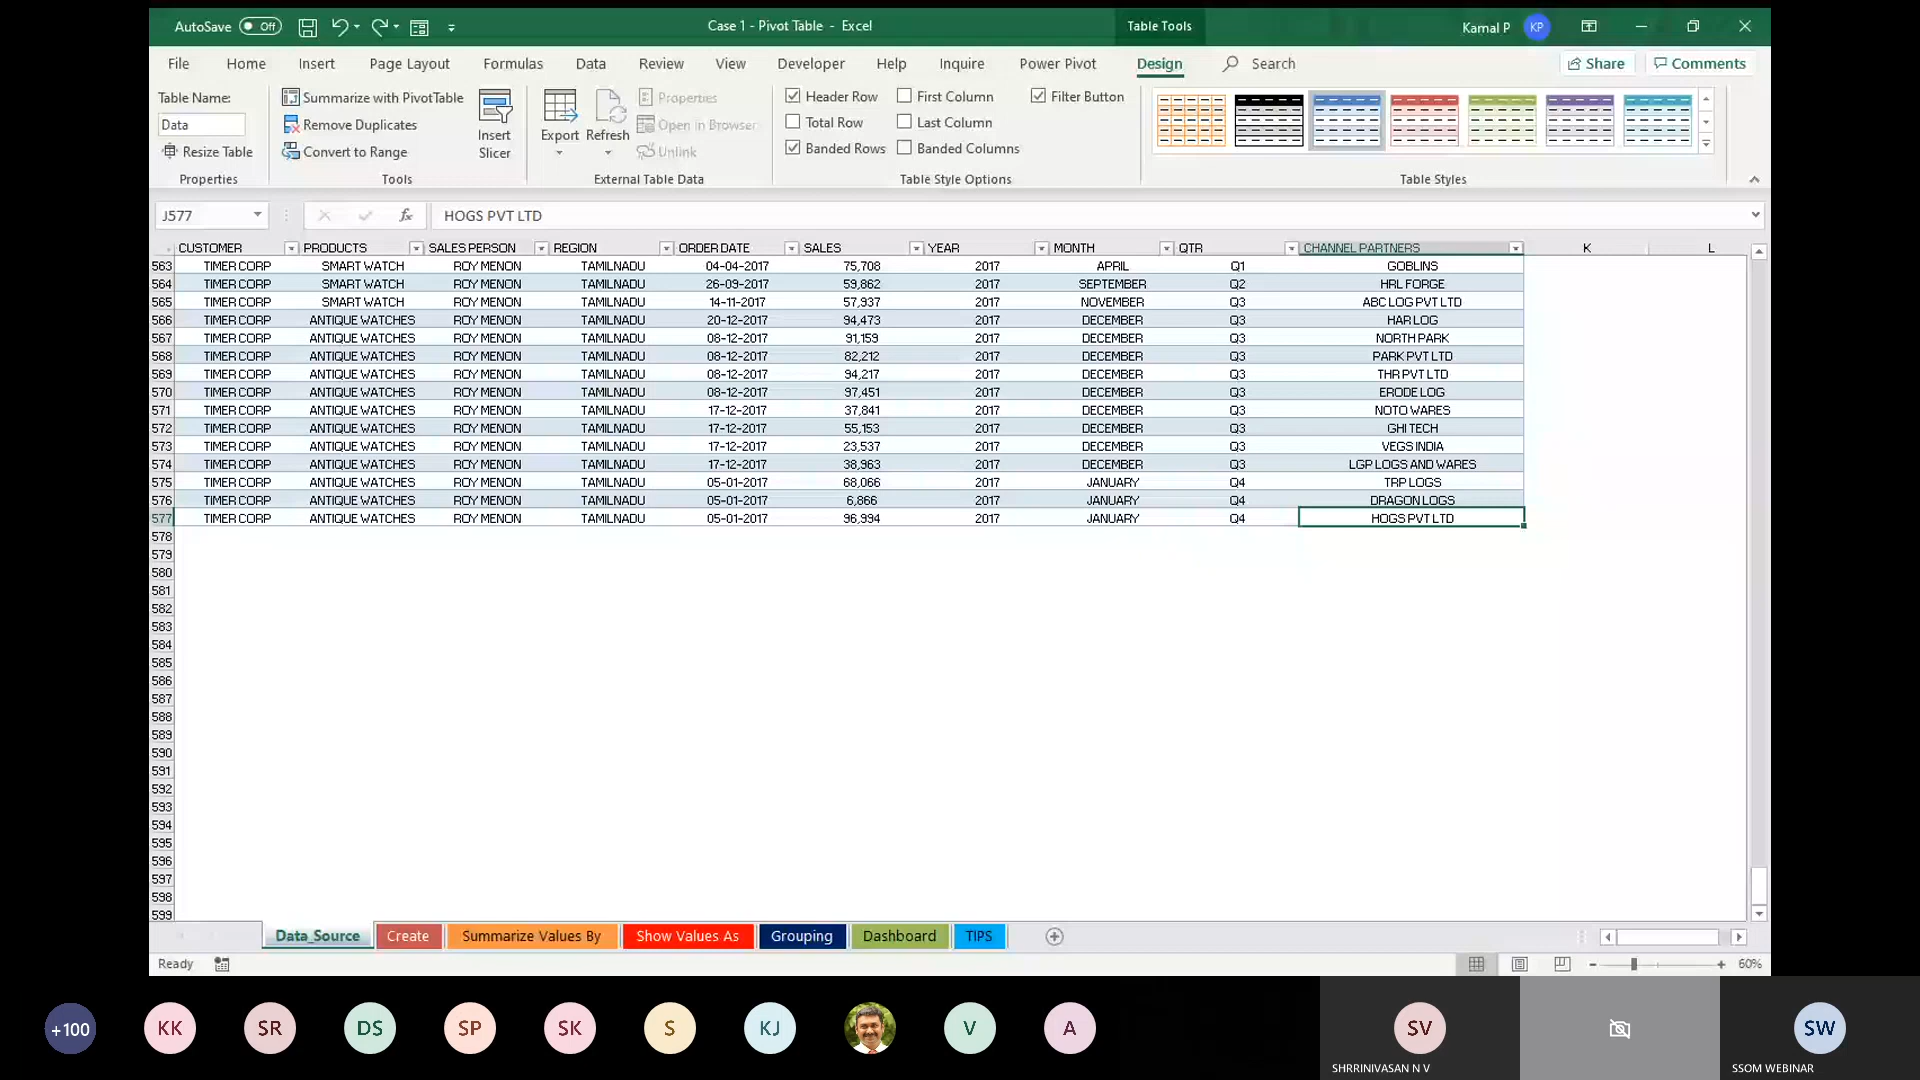 AutoSave Off Case 1 - Pivot Table - Excel Table Tools Kamal P KP
File Home Insert Page Layout Formulas Data Review View Developer Help Inquire Power Pivot Design Search Share Comments
Table Name: Summarize with PivotTable Properties Header Row First Column Filter Button
Data Remove Duplicates Insert Slicer Export Refresh Open in Browser Total Row Last Column
Resize Table Convert to Range Unlink Banded Rows Banded Columns
Properties Tools External Table Data Table Style Options Table Styles
J577 fx HOGS PVT LTD
CUSTOMER PRODUCTS SALES PERSON REGION ORDER DATE SALES YEAR MONTH QTR CHANNEL PARTNERS K L
563 TIMER CORP SMART WATCH ROY MENON TAMILNADU 04-04-2017 75,708 2017 APRIL Q1 GOBLINS
564 TIMER CORP SMART WATCH ROY MENON TAMILNADU 26-09-2017 59,862 2017 SEPTEMBER Q2 HRL FORGE
565 TIMER CORP SMART WATCH ROY MENON TAMILNADU 14-11-2017 57,937 2017 NOVEMBER Q3 ABC LOG PVT LTD
566 TIMER CORP ANTIQUE WATCHES ROY MENON TAMILNADU 20-12-2017 94,473 2017 DECEMBER Q3 HAR LOG
567 TIMER CORP ANTIQUE WATCHES ROY MENON TAMILNADU 08-12-2017 91,159 2017 DECEMBER Q3 NORTH PARK
568 TIMER CORP ANTIQUE WATCHES ROY MENON TAMILNADU 08-12-2017 82,212 2017 DECEMBER Q3 PARK PVT LTD
569 TIMER CORP ANTIQUE WATCHES ROY MENON TAMILNADU 08-12-2017 94,217 2017 DECEMBER Q3 THR PVT LTD
570 TIMER CORP ANTIQUE WATCHES ROY MENON TAMILNADU 08-12-2017 97,451 2017 DECEMBER Q3 ERODE LOG
571 TIMER CORP ANTIQUE WATCHES ROY MENON TAMILNADU 17-12-2017 37,841 2017 DECEMBER Q3 NOTO WARES
572 TIMER CORP ANTIQUE WATCHES ROY MENON TAMILNADU 17-12-2017 55,153 2017 DECEMBER Q3 GHI TECH
573 TIMER CORP ANTIQUE WATCHES ROY MENON TAMILNADU 17-12-2017 23,537 2017 DECEMBER Q3 VEGS INDIA
574 TIMER CORP ANTIQUE WATCHES ROY MENON TAMILNADU 17-12-2017 38,963 2017 DECEMBER Q3 LGP LOGS AND WARES
575 TIMER CORP ANTIQUE WATCHES ROY MENON TAMILNADU 05-01-2017 68,066 2017 JANUARY Q4 TRP LOGS
576 TIMER CORP ANTIQUE WATCHES ROY MENON TAMILNADU 05-01-2017 6,866 2017 JANUARY Q4 DRAGON LOGS
577 TIMER CORP ANTIQUE WATCHES ROY MENON TAMILNADU 05-01-2017 96,994 2017 JANUARY Q4 HOGS PVT LTD
578
579
580
581
582
583
584
585
586
587
588
589
590
591
592
593
594
595
596
597
598
599
Data_Source Create Summarize Values By Show Values As Grouping Dashboard TIPS
Ready 60%
+100 KK SR DS SP SK S KJ V A SV SW
SHRRINIVASAN N V SSOM WEBINAR